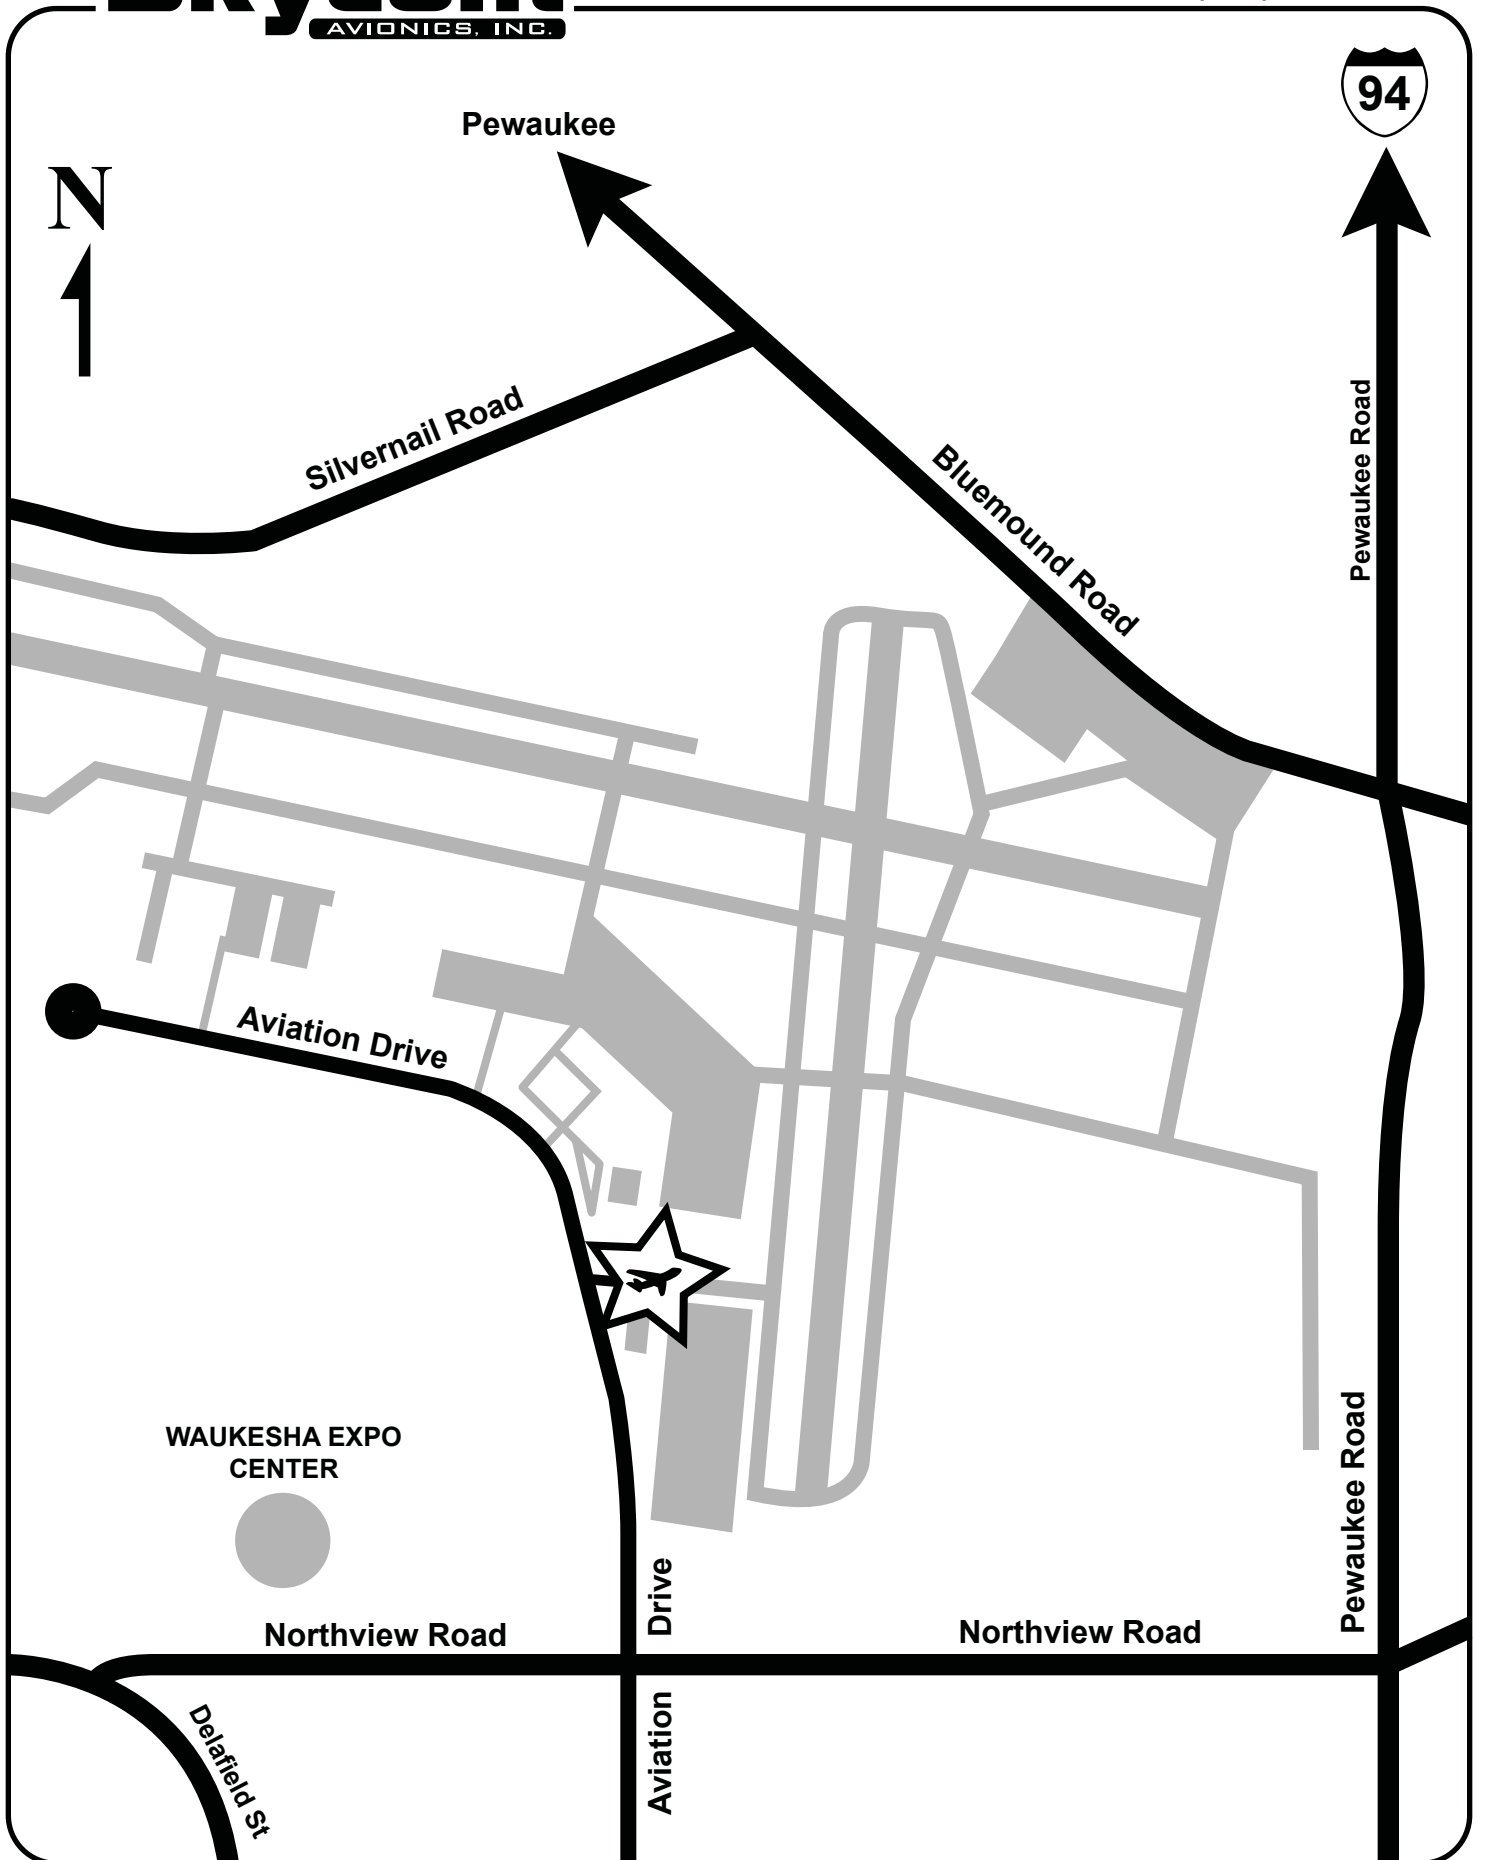 AVIONICS, INC.
94
Pewaukee
N
Silvernail Road
Bluemound Road
Pewaukee Road
Aviation Drive
WAUKESHA EXPO
CENTER
Pewaukee Road
Drive
Northview Road
Northview Road
Aviation
Delafield St